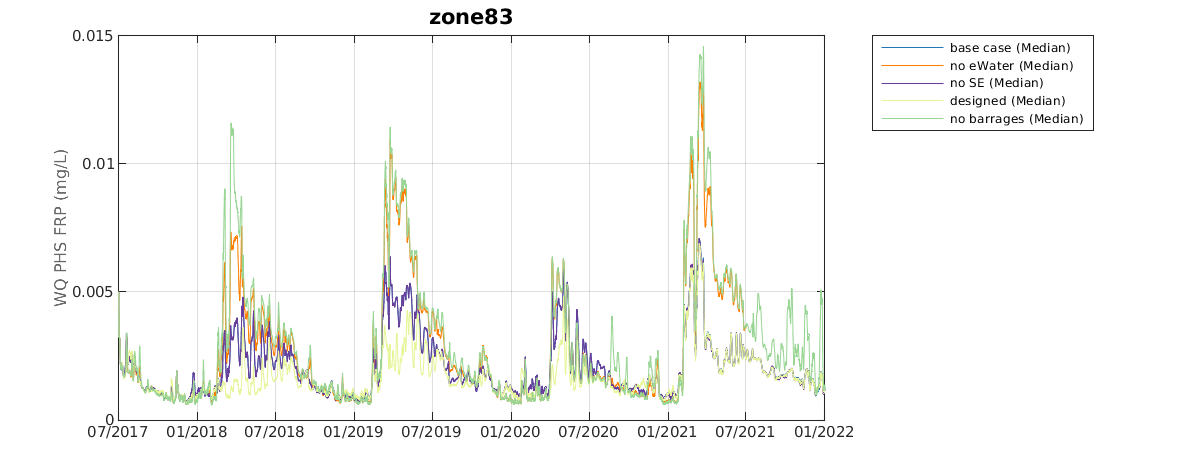 zone83
WQ PHS FRP (mg/L)
0.015
0.01
0.005
0
07/2017
01/2018
07/2018
01/2019
07/2019
01/2020
07/2020
01/2021
07/2021
01/2022
base case (Median)
no eWater (Median)
no SE (Median)
designed (Median)
no barrages (Median)